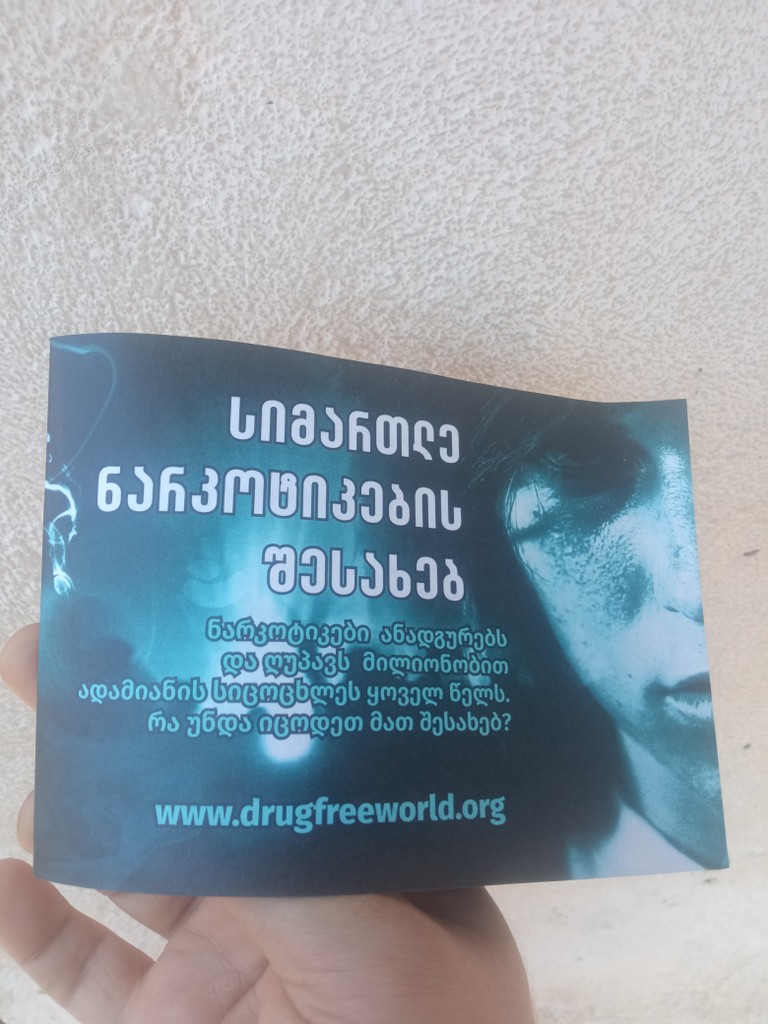 სიმართლე
ნარკოტიკების
შესახებ
ნარკოტიკები ანადგურებს
და ღუპავს მილიონობით
ადამიანის სიცოცხლეს ყოველ წელს.
რა უნდა იცოდეთ მათ შესახებ?
www.drugfreeworld.org